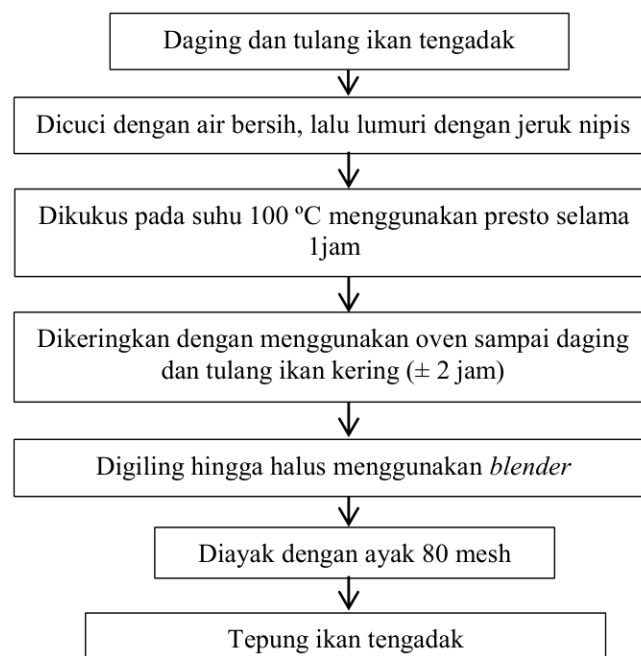 Daging dan tulang ikan tengadak
Dicuci dengan air bersih, lalu lumuri dengan jeruk nipis
Dikukus pada suhu 100 ºC menggunakan presto selama
1jam
Dikeringkan dengan menggunakan oven sampai daging
dan tulang ikan kering (± 2 jam)
Digiling hingga halus menggunakan blender
Diayak dengan ayak 80 mesh
Tepung ikan tengadak